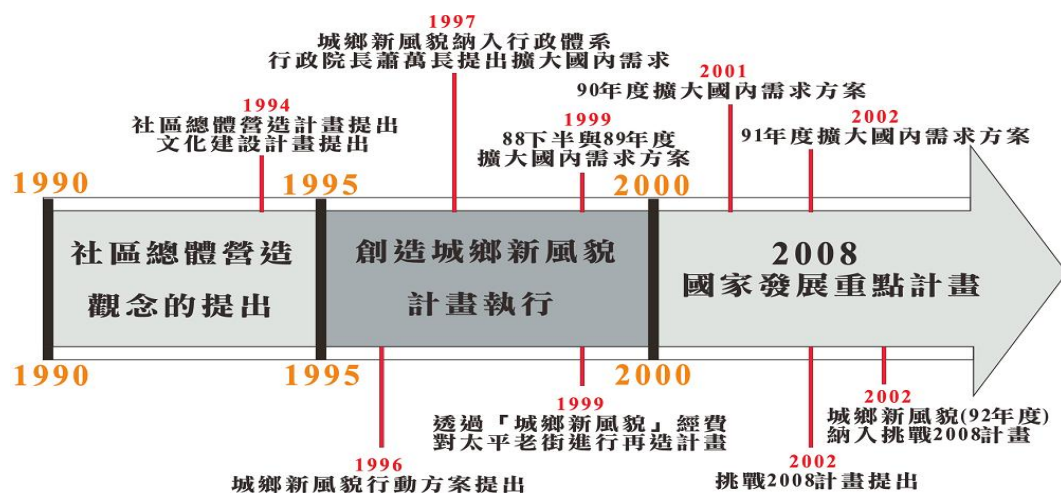 1997
城鄉新風貌納入行政體系
行政院長蕭萬長提出擴大國內需求
2001
90年度擴大國內需求方案
1994
社區總體營造計畫提出
文化建設計畫提出
1999
88下半與89年度
擴大國內需求方案
2002
91年度擴大國內需求方案
1990
1995
2000
社區總體營造
觀念的提出
創造城鄉新風貌
計畫執行
2008
國家發展重點計畫
1990
1995
2000
1996
城鄉新風貌行動方案提出
1999
透過「城鄉新風貌」經費
對太平老街進行再造計畫
2002
挑戰2008計畫提出
2002
城鄉新風貌(92年度)
納入挑戰2008計畫